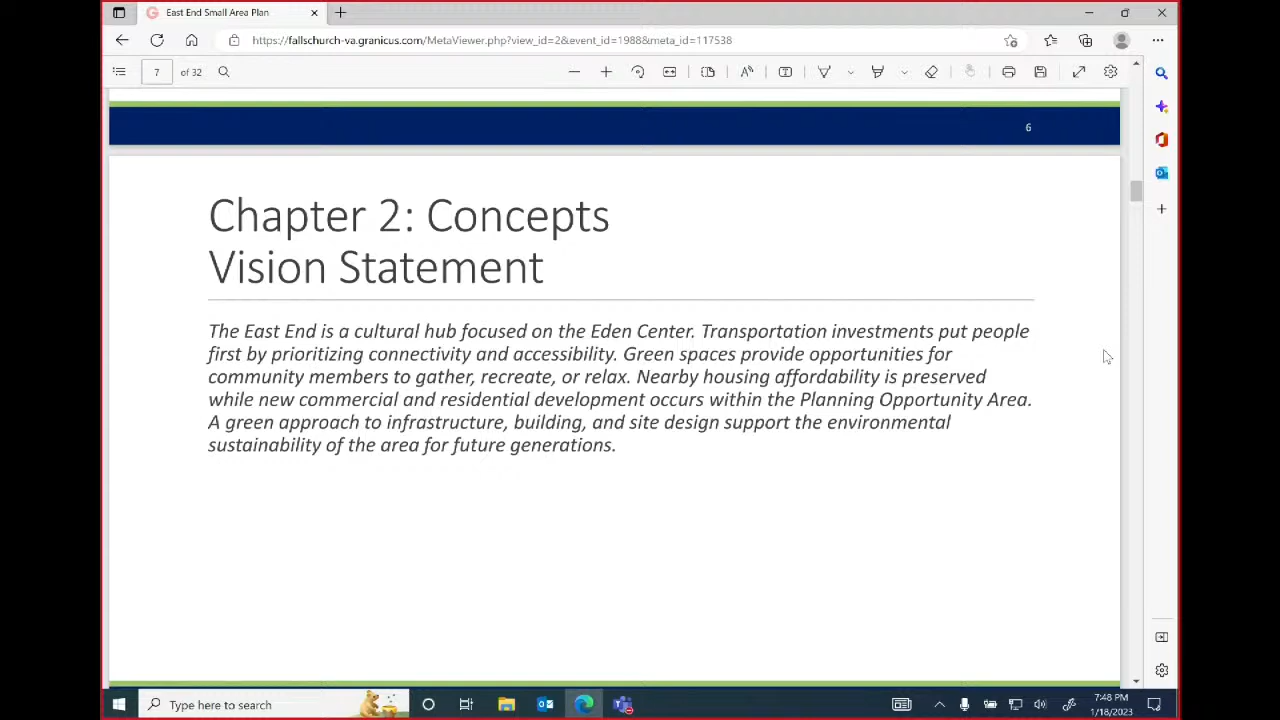 East End Small Area Plan
https://fallschurch-va.granicus.com/MetaViewer.php?view_id=2&event_id=1988&meta_id=117538
7 of 32
6
Chapter 2: Concepts
Vision Statement
The East End is a cultural hub focused on the Eden Center. Transportation investments put people
first by prioritizing connectivity and accessibility. Green spaces provide opportunities for
community members to gather, recreate, or relax. Nearby housing affordability is preserved
while new commercial and residential development occurs within the Planning Opportunity Area.
A green approach to infrastructure, building, and site design support the environmental
sustainability of the area for future generations.
Type here to search
7:48 PM
1/18/2023